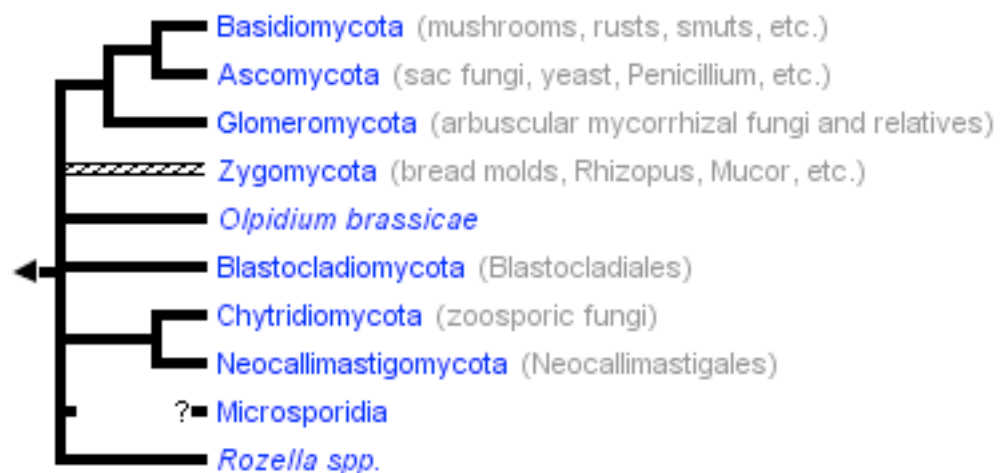 Basidiomycota (mushrooms, rusts, smuts, etc.)
Ascomycota (sac fungi, yeast, Penicillium, etc.)
Glomeromycota (arbuscular mycorrhizal fungi and relatives)
Zygomycota (bread molds, Rhizopus, Mucor, etc.)
Olpidium brassicae
Blastocladiomycota (Blastocladiales)
Chytridiomycota (zoosporic fungi)
Neocallimastigomycota (Neocallimastigales)
? Microsporidia
Rozella spp.